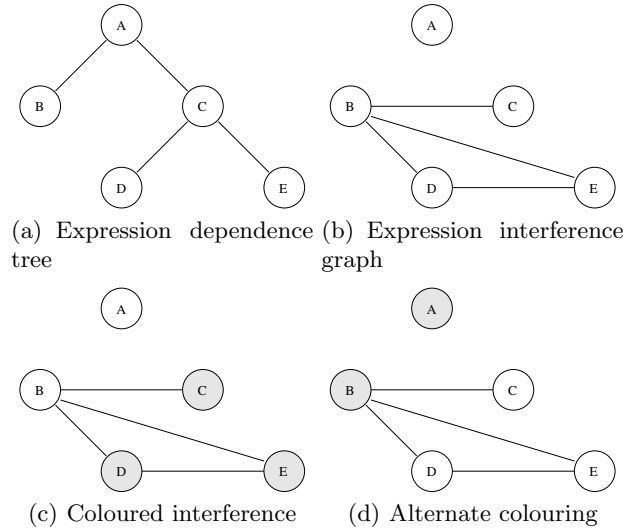 A
B
C
D
E
(a) Expression dependence
tree
A
B
C
D
E
(b) Expression interference
graph
A
B
C
D
E
(c) Coloured interference
A
B
C
D
E
(d) Alternate colouring